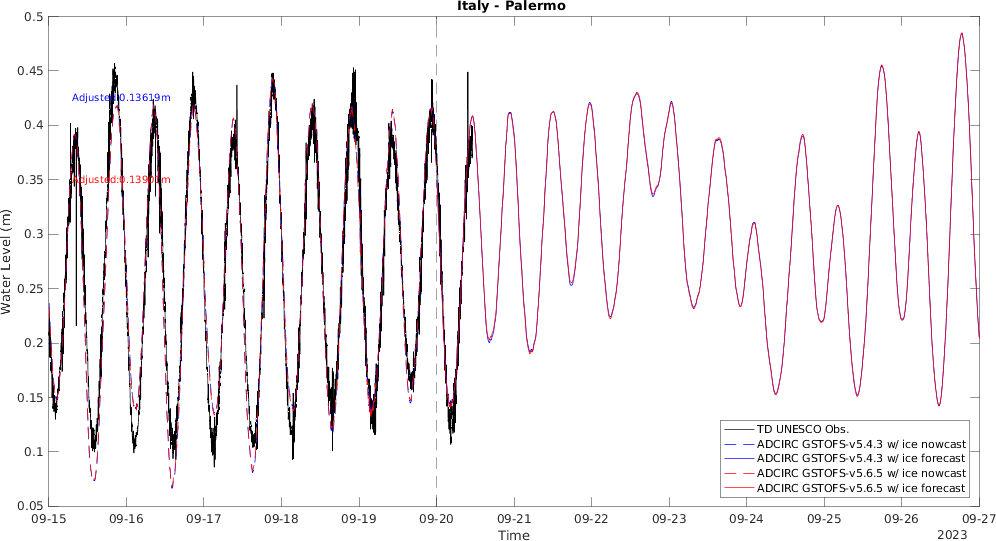 Italy - Palermo
0.5
0.45
0.4
0.35
0.3
0.25
0.2
0.15
0.1
0.05
Water Level (m)
Adjusted:0.13619m
09-15
09-16
09-17
09-18
09-19
09-20
09-21
09-22
09-23
09-24
09-25
09-26
09-27
Time
2023
TD UNESCO Obs.
ADCIRC GSTOFS-v5.4.3 w/ ice nowcast
ADCIRC GSTOFS-v5.4.3 w/ ice forecast
ADCIRC GSTOFS-v5.6.5 w/ ice nowcast
ADCIRC GSTOFS-v5.6.5 w/ ice forecast